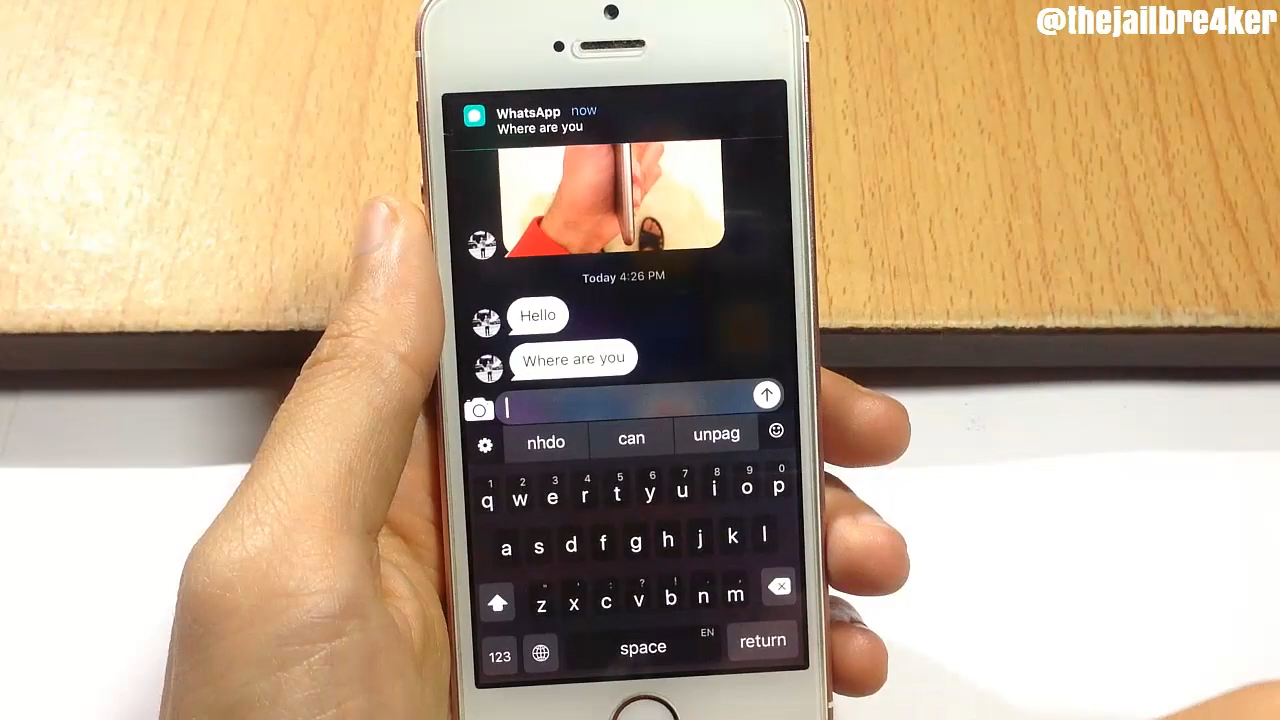 @thejailbre4ker
WhatsApp now
Where are you
Today 4:26 PM
Hello
Where are you
nhdo can unpag
1 2 3 4 5 6 7 8 9 0
q w e r t y u i o p
a s d f g h j k l
z x c v b n m
123 space EN return